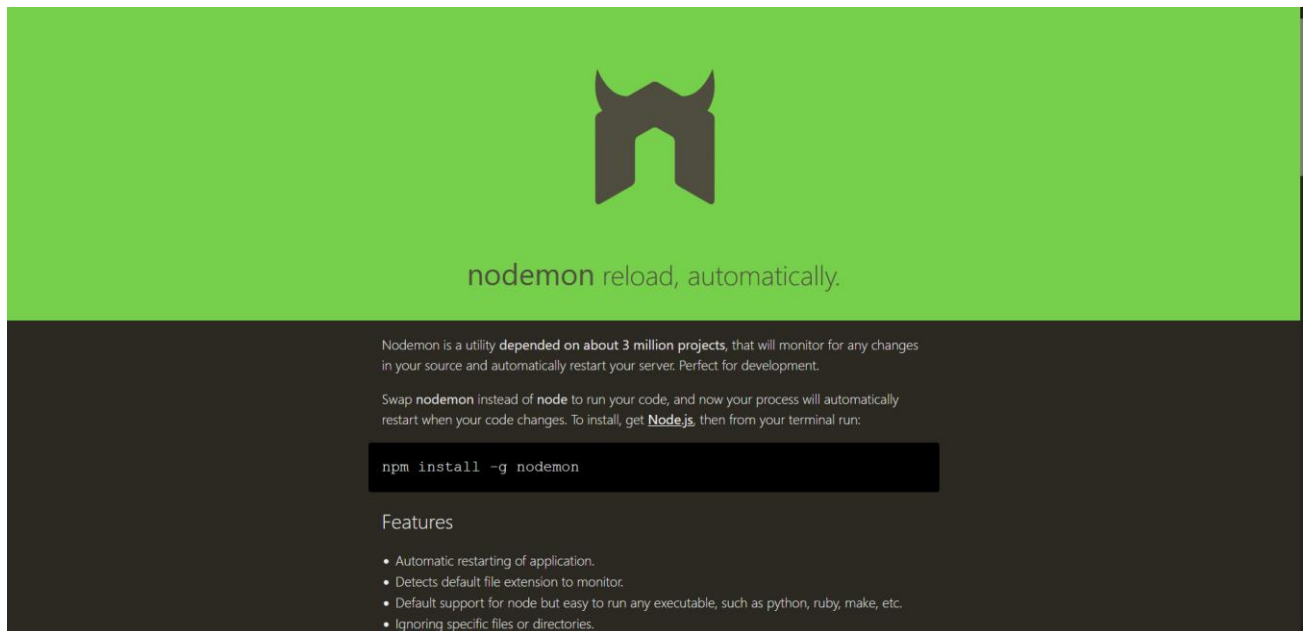 nodemon reload, automatically.
Nodemon is a utility depended on about 3 million projects, that will monitor for any changes
in your source and automatically restart your server. Perfect for development.
Swap nodemon instead of node to run your code, and now your process will automatically
restart when your code changes. To install, get Node.js, then from your terminal run:
npm install -g nodemon
Features
• Automatic restarting of application.
• Detects default file extension to monitor.
• Default support for node but easy to run any executable, such as python, ruby, make, etc.
• Ignoring specific files or directories.